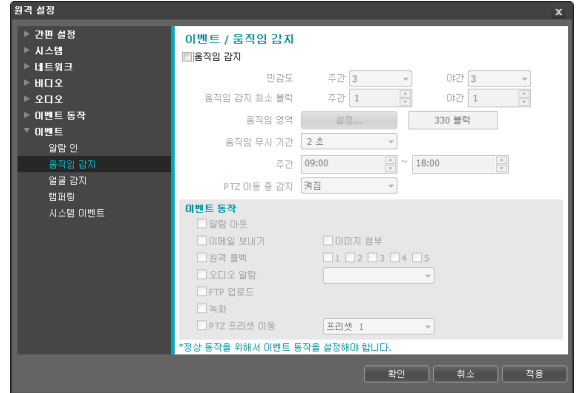 원격 설정 x
간편 설정
시스템
네트워크
비디오
오디오
이벤트 동작
이벤트
알람 인
움직임 감지
얼굴 감지
탬퍼링
시스템 이벤트
이벤트 / 움직임 감지
움직임 감지
민감도 주간 3 야간 3
움직임 감지 최소 블럭 주간 1 야간 1
움직임 영역 설정... 330 블럭
움직임 무시 기간 2 초
주간 09:00 ~ 18:00
PTZ 이동 중 감지 켜짐
이벤트 동작
알람 아웃
이메일 보내기 이미지 첨부
원격 콜백 1 2 3 4 5
오디오 알람
FTP 업로드
녹화
PTZ 프리셋 이동 프리셋 1
*정상 동작을 위해서 이벤트 동작을 설정해야 합니다.
확인 취소 적용